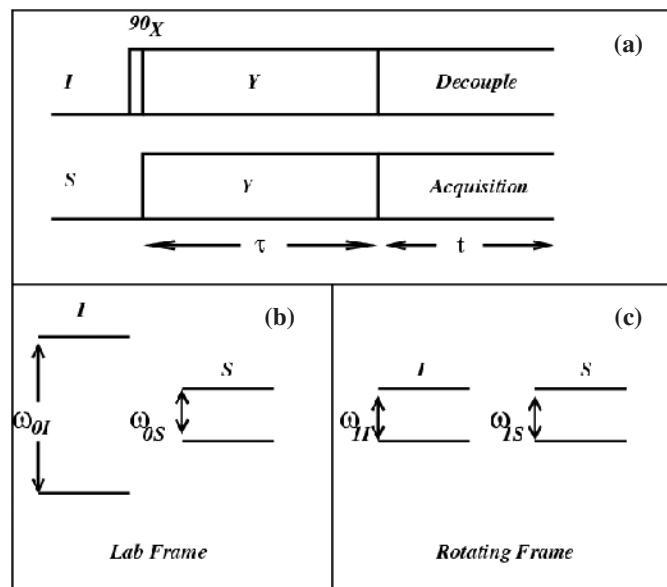 90X
(a)
I Y Decouple
S Y Acquisition
τ t
I (b) (c)
S I S
ω0I ω0S ω1I ω1S
Lab Frame Rotating Frame